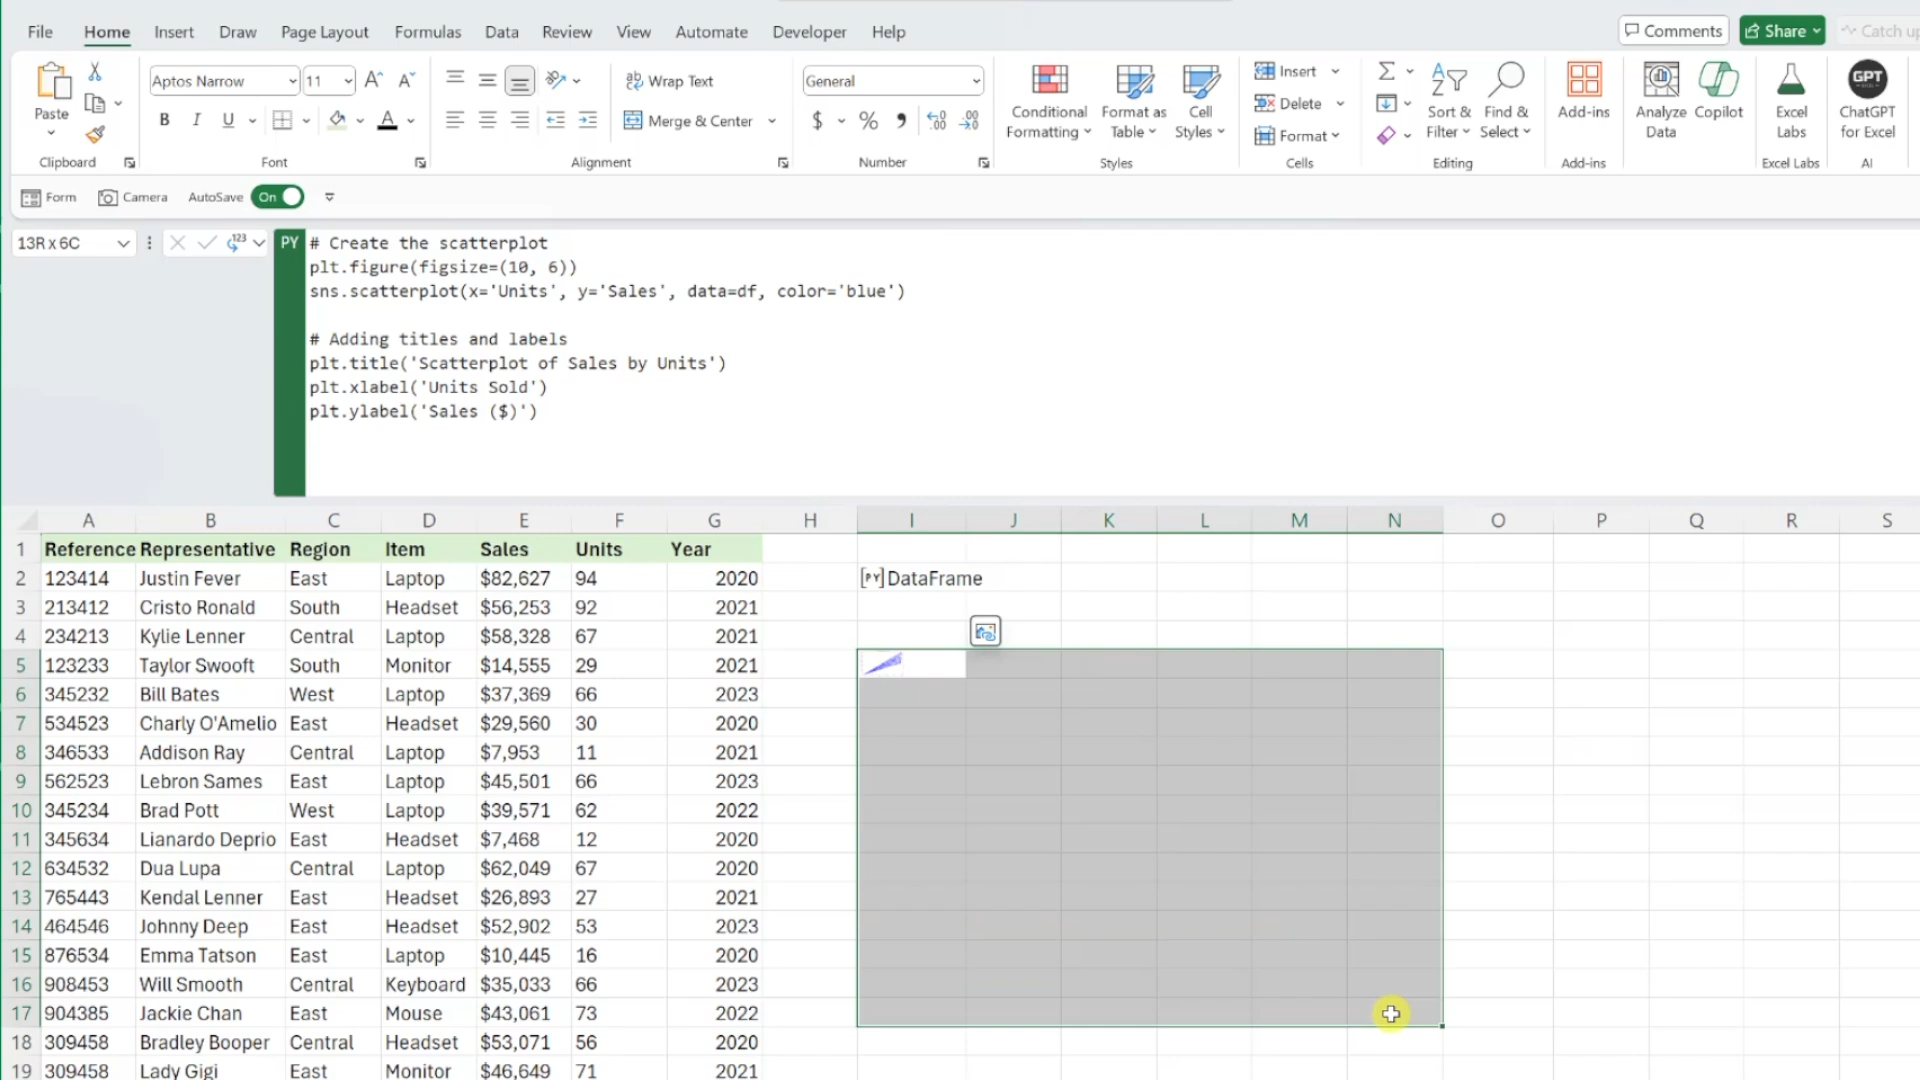 File Home Insert Draw Page Layout Formulas Data Review View Automate Developer Help Comments Share Catch up
Paste Aptos Narrow 11 A A Wrap Text General Conditional Formatting Format as Table Cell Styles Insert Delete Format Sort & Filter Find & Select Add-ins Analyze Data Copilot Excel Labs GPT ChatGPT for Excel
B I U A Merge & Center $ %
Clipboard Font Alignment Number Styles Cells Editing Add-ins Excel Labs AI
Form Camera AutoSave On
13R x 6C 123 PY # Create the scatterplot
plt.figure(figsize=(10, 6))
sns.scatterplot(x='Units', y='Sales', data=df, color='blue')
# Adding titles and labels
plt.title('Scatterplot of Sales by Units')
plt.xlabel('Units Sold')
plt.ylabel('Sales ($)')
A B C D E F G H I J K L M N O P Q R S
1 Reference Representative Region Item Sales Units Year
2 123414 Justin Fever East Laptop $82,627 94 2020 [PY] DataFrame
3 213412 Cristo Ronald South Headset $56,253 92 2021
4 234213 Kylie Lenner Central Laptop $58,328 67 2021
5 123233 Taylor Swooft South Monitor $14,555 29 2021
6 345232 Bill Bates West Laptop $37,369 66 2023
7 534523 Charly O'Amelio East Headset $29,560 30 2020
8 346533 Addison Ray Central Laptop $7,953 11 2021
9 562523 Lebron Sames East Laptop $45,501 66 2023
10 345234 Brad Pott West Laptop $39,571 62 2022
11 345634 Lianardo Deprio East Headset $7,468 12 2020
12 634532 Dua Lupa Central Laptop $62,049 67 2020
13 765443 Kendal Lenner East Headset $26,893 27 2021
14 464546 Johnny Deep East Headset $52,902 53 2023
15 876534 Emma Tatson East Laptop $10,445 16 2020
16 908453 Will Smooth Central Keyboard $35,033 66 2023
17 904385 Jackie Chan East Mouse $43,061 73 2022
18 309458 Bradley Booper Central Headset $53,071 56 2020
19 309458 Lady Gigi East Monitor $46,649 71 2021